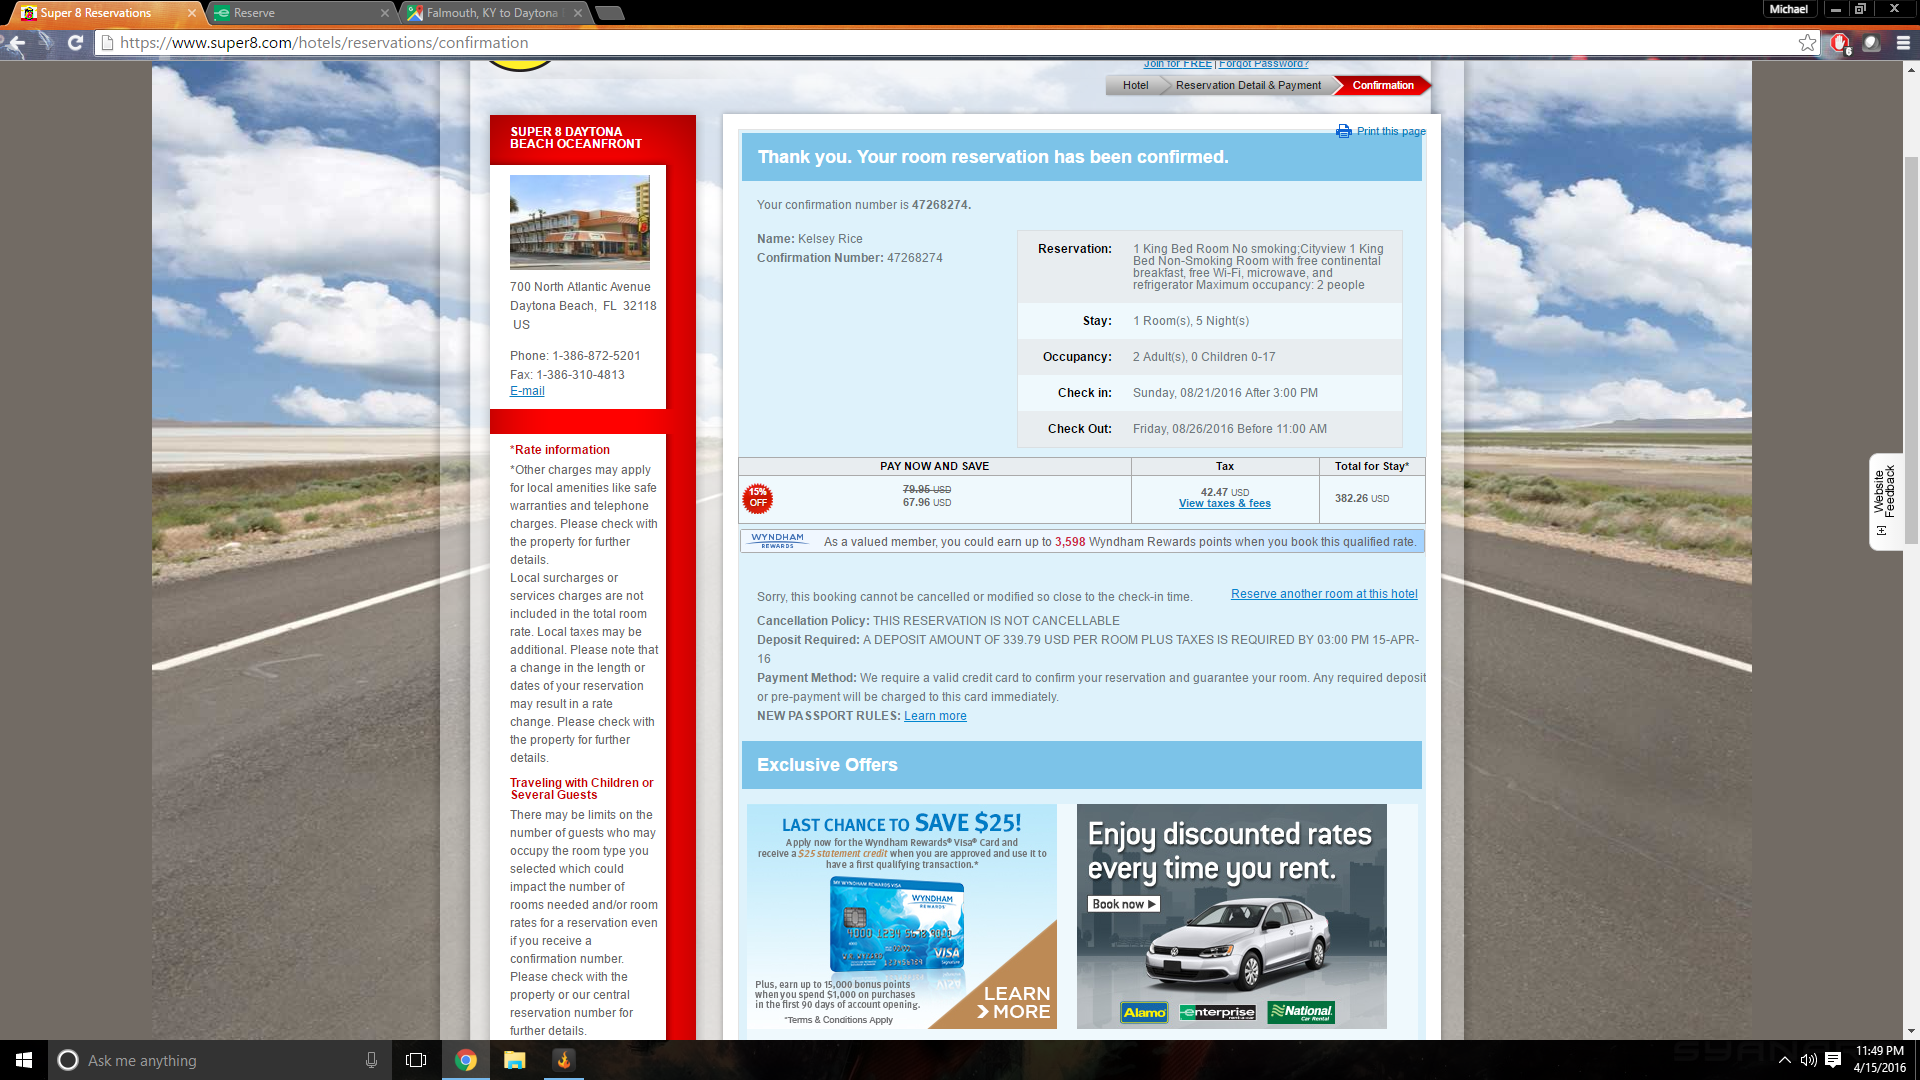 Super 8 Reservations
Reserve
Falmouth, KY to Daytona
Michael
https://www.super8.com/hotels/reservations/confirmation
6
Join for FREE | Forgot Password?
Hotel
Reservation Detail & Payment
Confirmation
SUPER 8 DAYTONA
BEACH OCEANFRONT
700 North Atlantic Avenue
Daytona Beach, FL 32118
US
Phone: 1-386-872-5201
Fax: 1-386-310-4813
E-mail
*Rate information
*Other charges may apply
for local amenities like safe
warranties and telephone
charges. Please check with
the property for further
details.
Local surcharges or
services charges are not
included in the total room
rate. Local taxes may be
additional. Please note that
a change in the length or
dates of your reservation
may result in a rate
change. Please check with
the property for further
details.
Traveling with Children or
Several Guests
There may be limits on the
number of guests who may
occupy the room type you
selected which could
impact the number of
rooms needed and/or room
rates for a reservation even
if you receive a
confirmation number.
Please check with the
property or our central
reservation number for
further details.
Print this page
Thank you. Your room reservation has been confirmed.
Your confirmation number is 47268274.
Name: Kelsey Rice
Confirmation Number: 47268274
Reservation:
1 King Bed Room No smoking;Cityview 1 King
Bed Non-Smoking Room with free continental
breakfast, free Wi-Fi, microwave, and
refrigerator Maximum occupancy: 2 people
Stay: 1 Room(s), 5 Night(s)
Occupancy: 2 Adult(s), 0 Children 0-17
Check in: Sunday, 08/21/2016 After 3:00 PM
Check Out: Friday, 08/26/2016 Before 11:00 AM
PAY NOW AND SAVE
Tax
Total for Stay*
15%
OFF
79.95 USD
67.96 USD
42.47 USD
View taxes & fees
382.26 USD
WYNDHAM
REWARDS
As a valued member, you could earn up to 3,598 Wyndham Rewards points when you book this qualified rate.
Sorry, this booking cannot be cancelled or modified so close to the check-in time.
Reserve another room at this hotel
Cancellation Policy: THIS RESERVATION IS NOT CANCELLABLE
Deposit Required: A DEPOSIT AMOUNT OF 339.79 USD PER ROOM PLUS TAXES IS REQUIRED BY 03:00 PM 15-APR-
16
Payment Method: We require a valid credit card to confirm your reservation and guarantee your room. Any required deposit
or pre-payment will be charged to this card immediately.
NEW PASSPORT RULES: Learn more
Exclusive Offers
LAST CHANCE TO SAVE $25!
Apply now for the Wyndham Rewards® Visa® Card and
receive a $25 statement credit when you are approved and use it to
have a first qualifying transaction.*
MY WYNDHAM REWARDS VISA
WYNDHAM
REWARDS
4000 1234 5678 9010
VISA
Signature
Plus, earn up to 15,000 bonus points
when you spend $1,000 on purchases
in the first 90 days of account opening.
*Terms & Conditions Apply
LEARN
MORE
Enjoy discounted rates
every time you rent.
Book now
Alamo
enterprise
rent-a-car
National
Car Rental
[+] Website
Feedback
Ask me anything
11:49 PM
4/15/2016